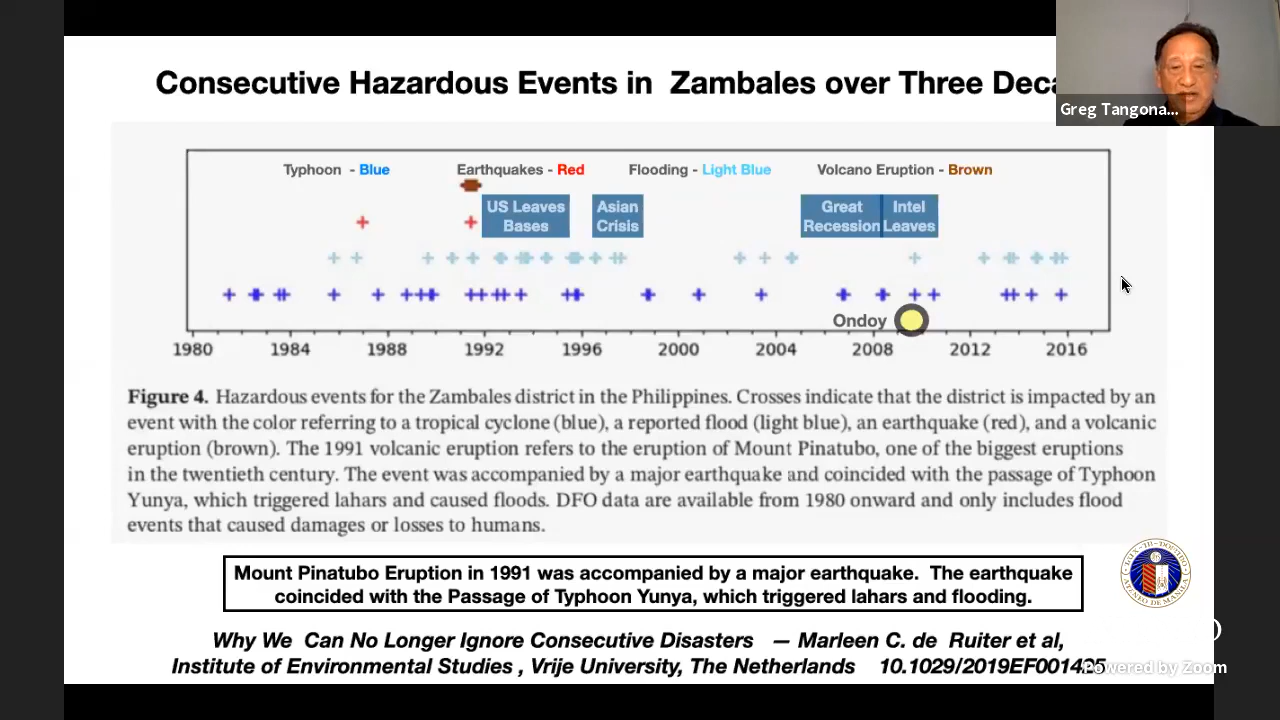 Consecutive Hazardous Events in Zambales over Three Deca
Greg Tangona...
Typhoon - Blue Earthquakes - Red Flooding - Light Blue Volcano Eruption - Brown
US Leaves Bases
Asian Crisis
Great Recession
Intel Leaves
Ondoy
1980 1984 1988 1992 1996 2000 2004 2008 2012 2016
Figure 4. Hazardous events for the Zambales district in the Philippines. Crosses indicate that the district is impacted by an
event with the color referring to a tropical cyclone (blue), a reported flood (light blue), an earthquake (red), and a volcanic
eruption (brown). The 1991 volcanic eruption refers to the eruption of Mount Pinatubo, one of the biggest eruptions
in the twentieth century. The event was accompanied by a major earthquake and coincided with the passage of Typhoon
Yunya, which triggered lahars and caused floods. DFO data are available from 1980 onward and only includes flood
events that caused damages or losses to humans.
Mount Pinatubo Eruption in 1991 was accompanied by a major earthquake. The earthquake
coincided with the Passage of Typhoon Yunya, which triggered lahars and flooding.
Why We Can No Longer Ignore Consecutive Disasters — Marleen C. de Ruiter et al,
Institute of Environmental Studies , Vrije University, The Netherlands 10.1029/2019EF001425
Powered by Zoom